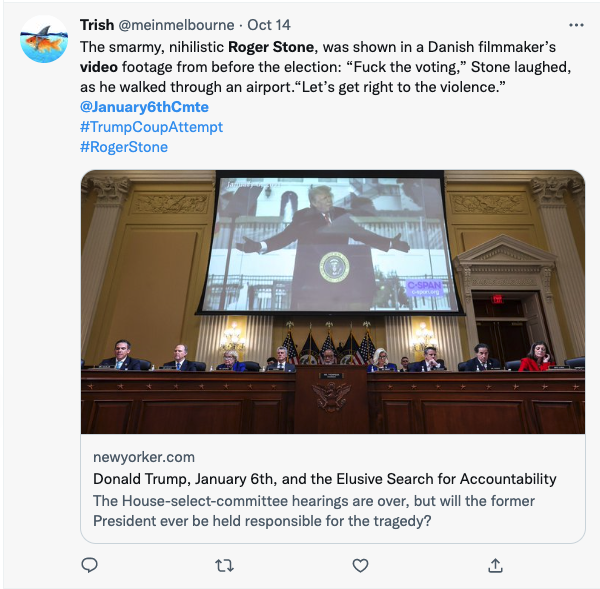 Trish @meinmelbourne · Oct 14
The smarmy, nihilistic Roger Stone, was shown in a Danish filmmaker's
video footage from before the election: “Fuck the voting,” Stone laughed,
as he walked through an airport.“Let’s get right to the violence.”
@January6thCmte
#TrumpCoupAttempt
#RogerStone
C-SPAN
newyorker.com
Donald Trump, January 6th, and the Elusive Search for Accountability
The House-select-committee hearings are over, but will the former
President ever be held responsible for the tragedy?